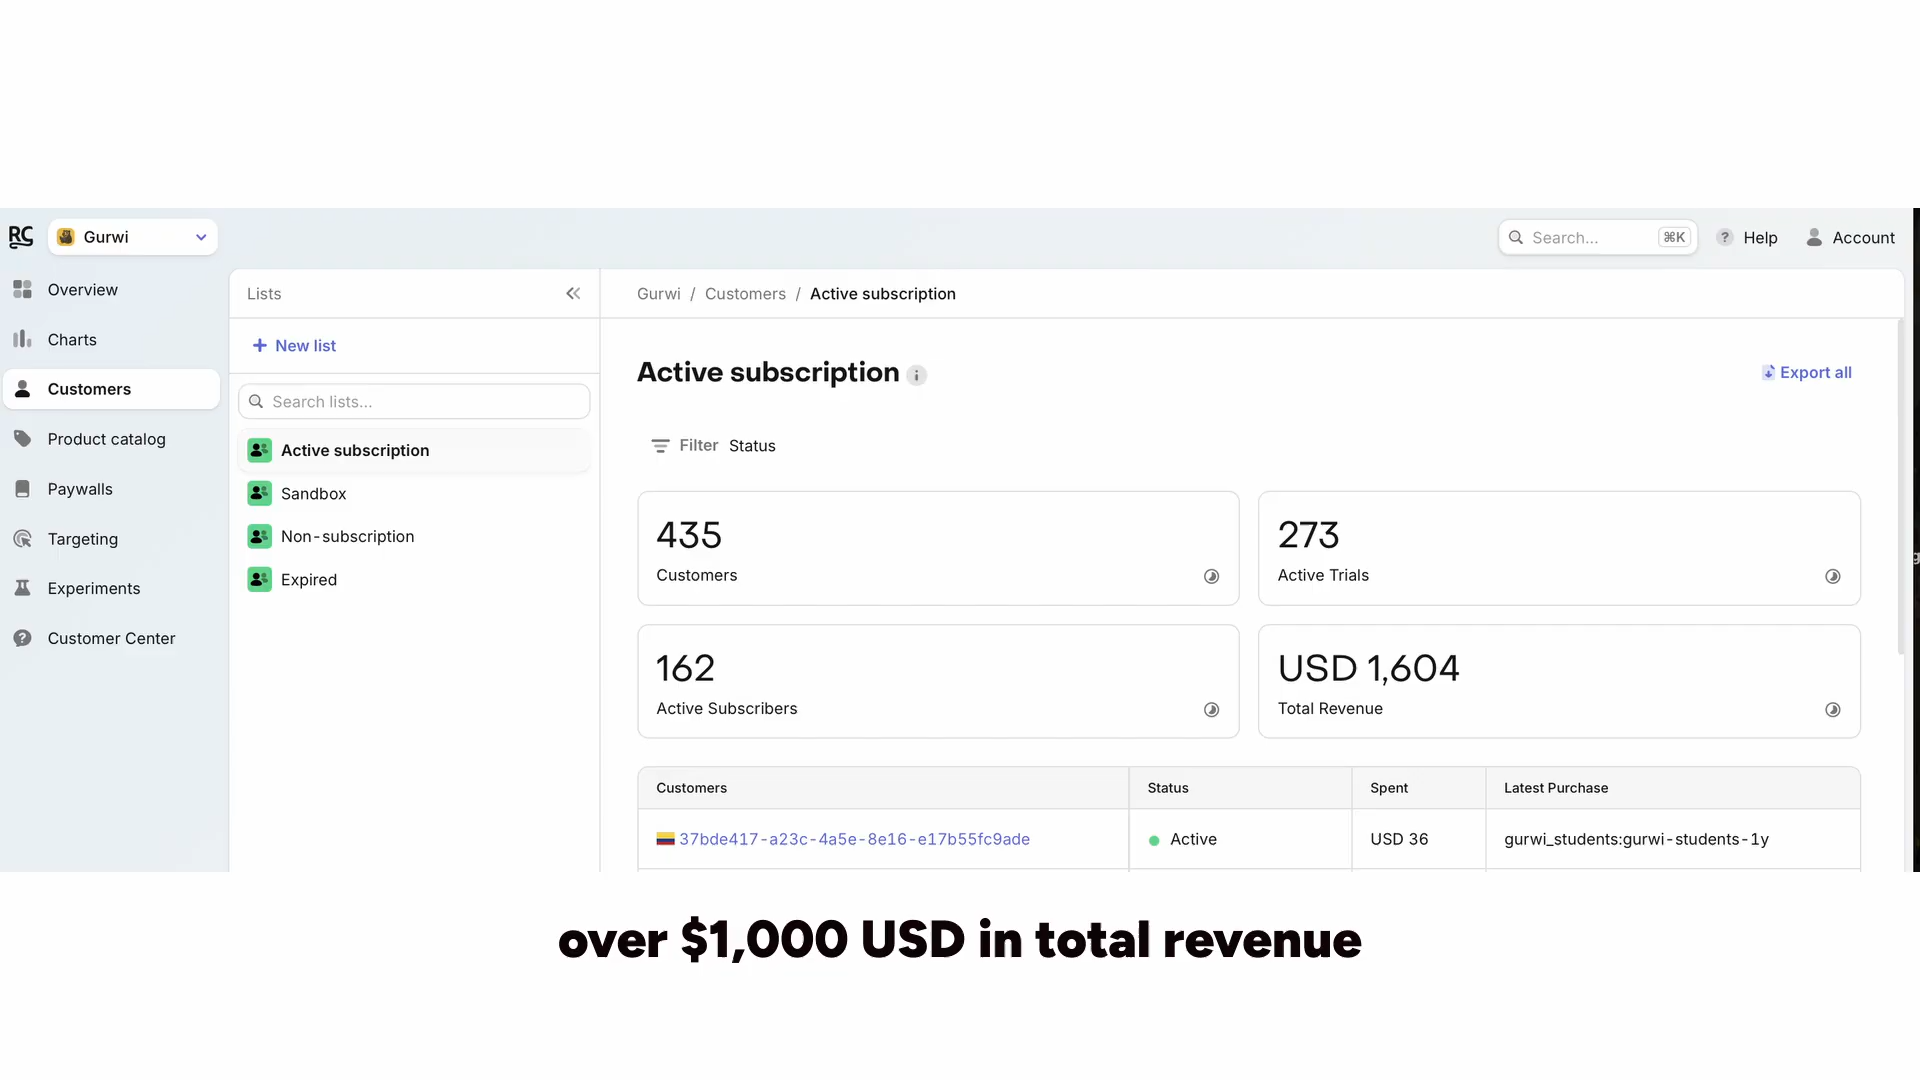 RC
Gurwi
Search...
⌘K
? Help
Account
Overview
Charts
Customers
Product catalog
Paywalls
Targeting
Experiments
Customer Center
Lists
+ New list
Search lists...
Active subscription
Sandbox
Non-subscription
Expired
Gurwi / Customers / Active subscription
Active subscription
Export all
Filter Status
435
Customers
273
Active Trials
162
Active Subscribers
USD 1,604
Total Revenue
Customers Status Spent Latest Purchase
37bde417-a23c-4a5e-8e16-e17b55fc9ade Active USD 36 gurwi_students:gurwi-students-1y
over $1,000 USD in total revenue